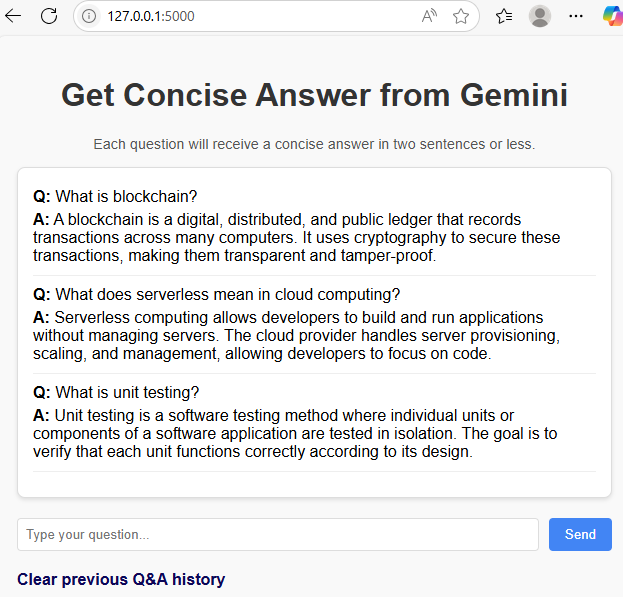 127.0.0.1:5000
Get Concise Answer from Gemini
Each question will receive a concise answer in two sentences or less.
Q: What is blockchain?
A: A blockchain is a digital, distributed, and public ledger that records
transactions across many computers. It uses cryptography to secure these
transactions, making them transparent and tamper-proof.
Q: What does serverless mean in cloud computing?
A: Serverless computing allows developers to build and run applications
without managing servers. The cloud provider handles server provisioning,
scaling, and management, allowing developers to focus on code.
Q: What is unit testing?
A: Unit testing is a software testing method where individual units or
components of a software application are tested in isolation. The goal is to
verify that each unit functions correctly according to its design.
Type your question...
Send
Clear previous Q&A history